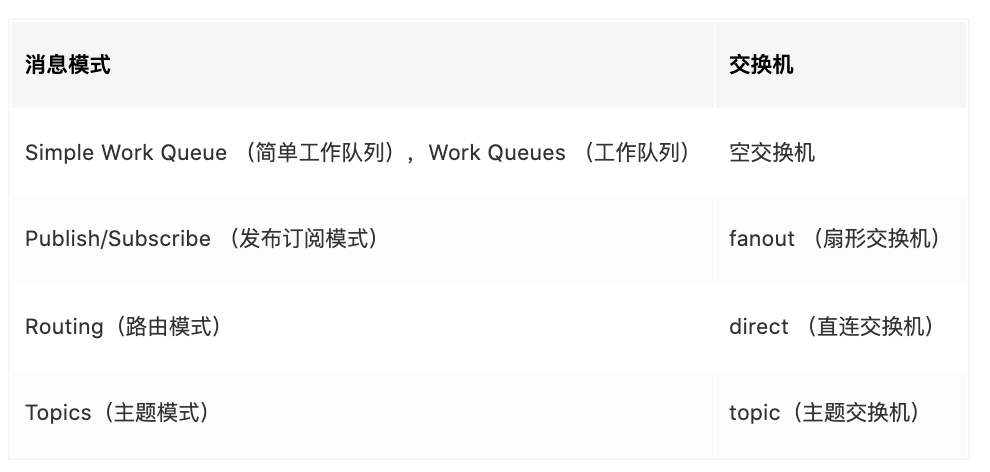 消息模式 交换机
Simple Work Queue （简单工作队列），Work Queues （工作队列） 空交换机
Publish/Subscribe （发布订阅模式） fanout （扇形交换机）
Routing（路由模式） direct （直连交换机）
Topics（主题模式） topic（主题交换机）